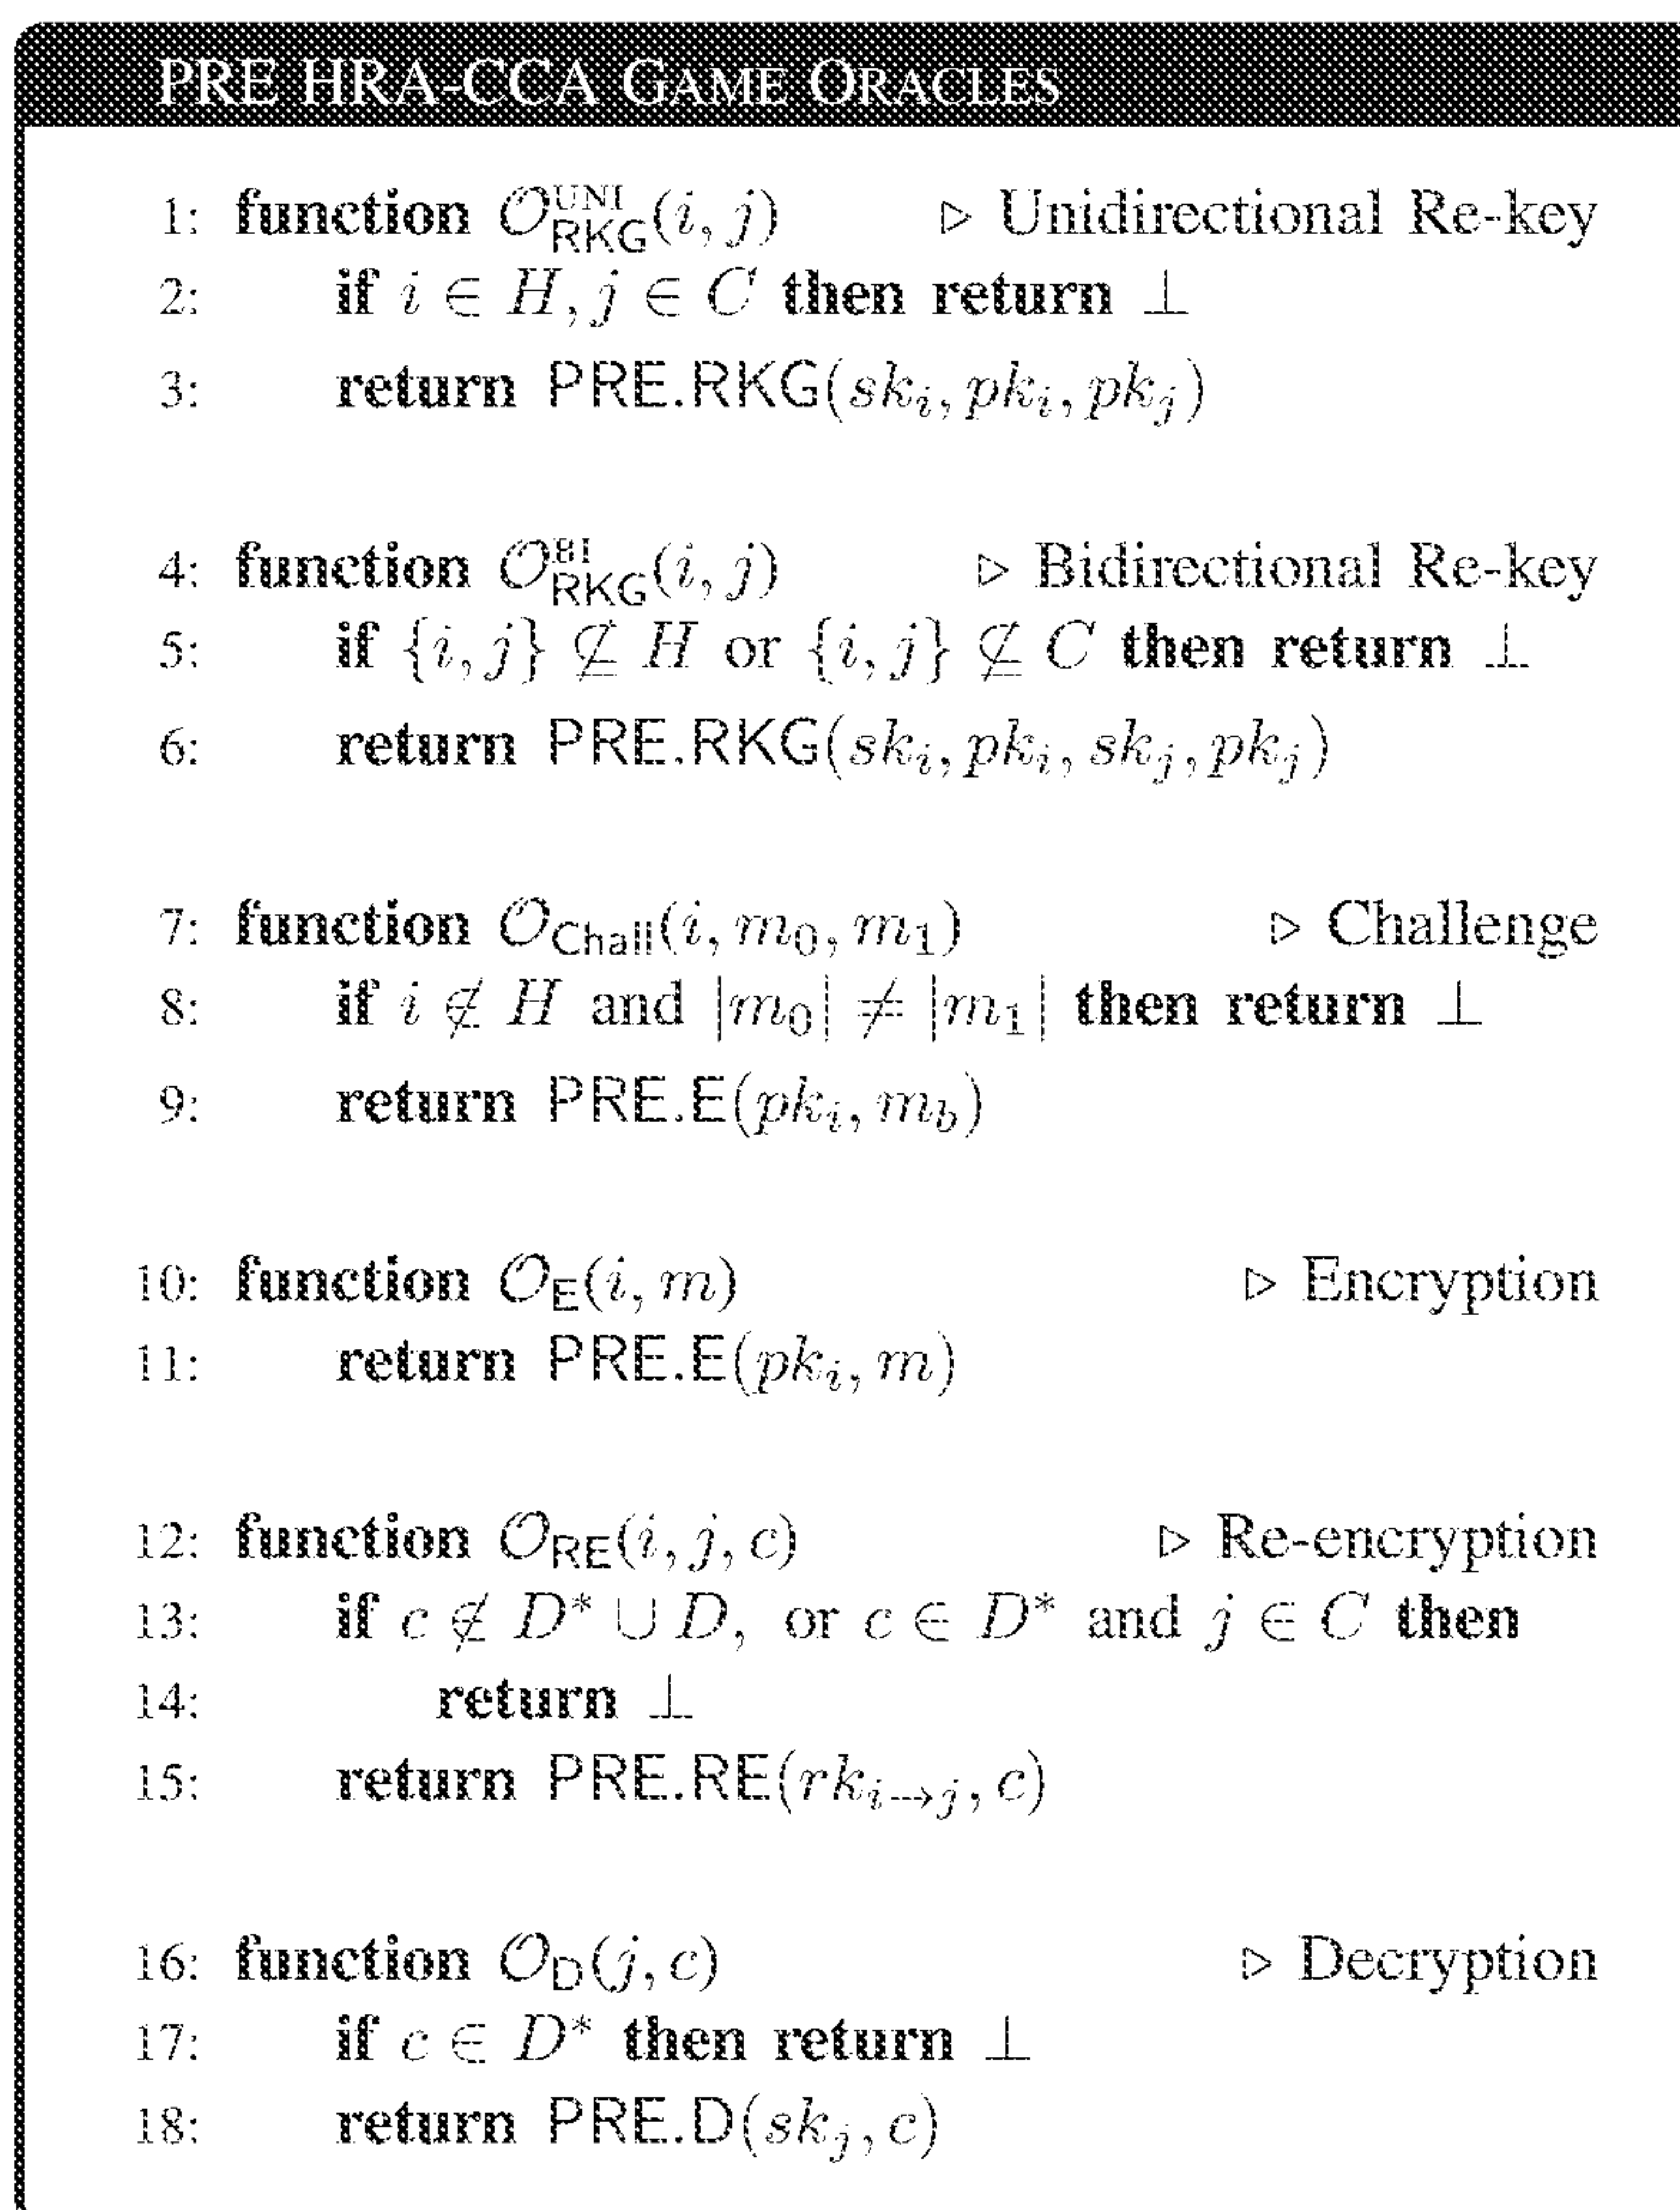 PRE HRA-CCA GAME ORACLES
1: function 𝒪^UNI_RKG(i, j) ▷ Unidirectional Re-key
2: if i ∈ H, j ∈ C then return ⊥
3: return PRE.RKG(sk_i, pk_i, pk_j)
4: function 𝒪^BI_RKG(i, j) ▷ Bidirectional Re-key
5: if {i, j} ⊈ H or {i, j} ⊈ C then return ⊥
6: return PRE.RKG(sk_i, pk_i, sk_j, pk_j)
7: function 𝒪_Chall(i, m_0, m_1) ▷ Challenge
8: if i ∉ H and |m_0| ≠ |m_1| then return ⊥
9: return PRE.E(pk_i, m_b)
10: function 𝒪_E(i, m) ▷ Encryption
11: return PRE.E(pk_i, m)
12: function 𝒪_RE(i, j, c) ▷ Re-encryption
13: if c ∉ D* ∪ D, or c ∈ D* and j ∈ C then
14: return ⊥
15: return PRE.RE(rk_{i→j}, c)
16: function 𝒪_D(j, c) ▷ Decryption
17: if c ∈ D* then return ⊥
18: return PRE.D(sk_j, c)